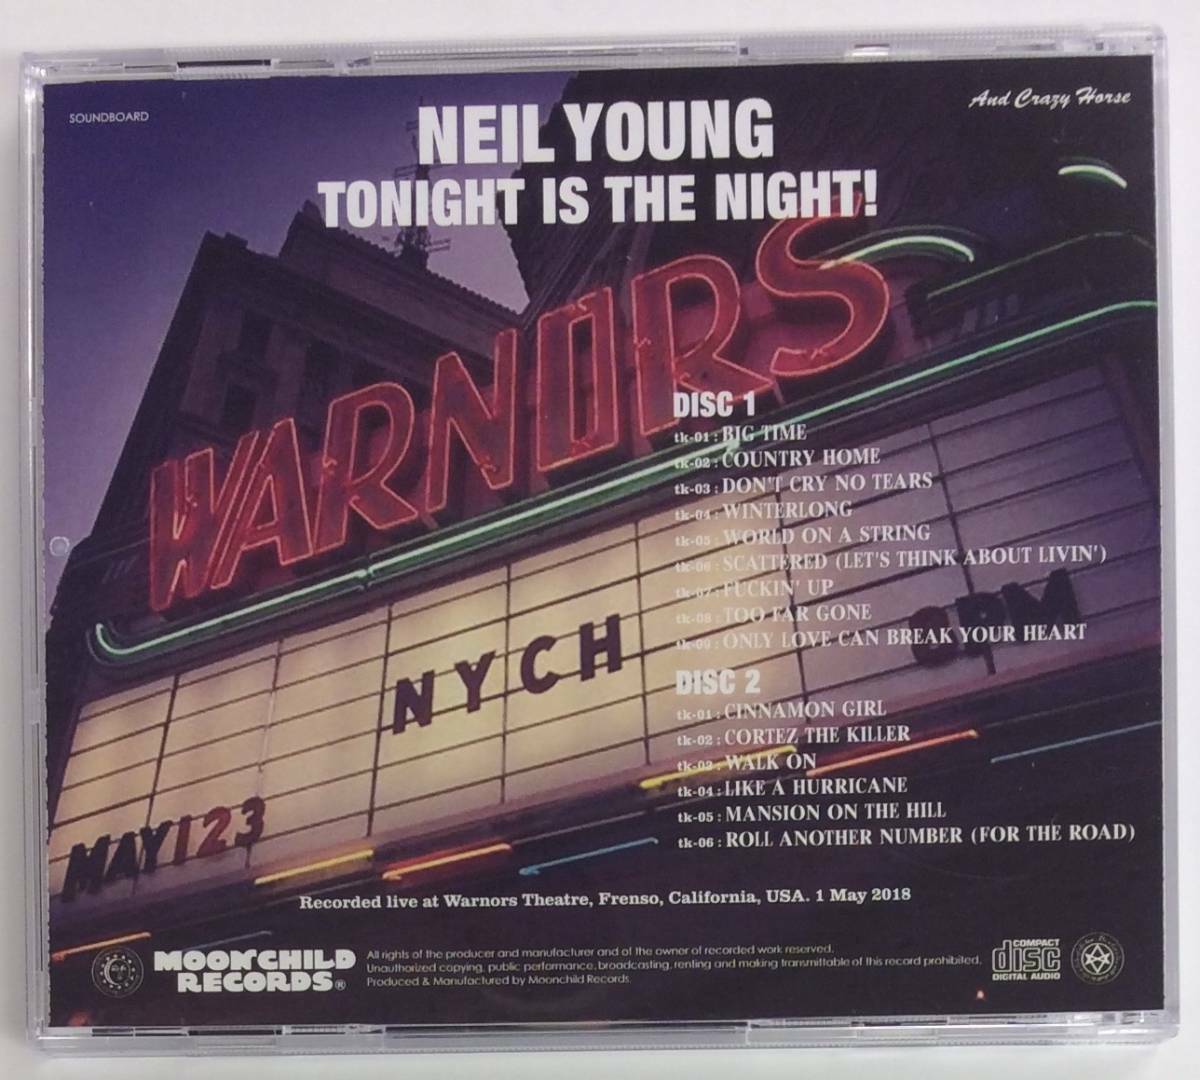 SOUNDBOARD
And Crazy Horse
NEIL YOUNG
TONIGHT IS THE NIGHT!
WARNORS
NYCH
8PM
MAY 1 2 3
DISC 1
tk-01 : BIG TIME
tk-02 : COUNTRY HOME
tk-03 : DON'T CRY NO TEARS
tk-04 : WINTERLONG
tk-05 : WORLD ON A STRING
tk-06 : SCATTERED (LET'S THINK ABOUT LIVIN')
tk-07 : FUCKIN' UP
tk-08 : TOO FAR GONE
tk-09 : ONLY LOVE CAN BREAK YOUR HEART
DISC 2
tk-01 : CINNAMON GIRL
tk-02 : CORTEZ THE KILLER
tk-03 : WALK ON
tk-04 : LIKE A HURRICANE
tk-05 : MANSION ON THE HILL
tk-06 : ROLL ANOTHER NUMBER (FOR THE ROAD)
Recorded live at Warnors Theatre, Frenso, California, USA. 1 May 2018
MOONCHILD
RECORDS®
All rights of the producer and manufacturer and of the owner of recorded work reserved.
Unauthorized copying, public performance, broadcasting, renting and making transmittable of this record prohibited.
Produced & Manufactured by Moonchild Records.
COMPACT
disc
DIGITAL AUDIO